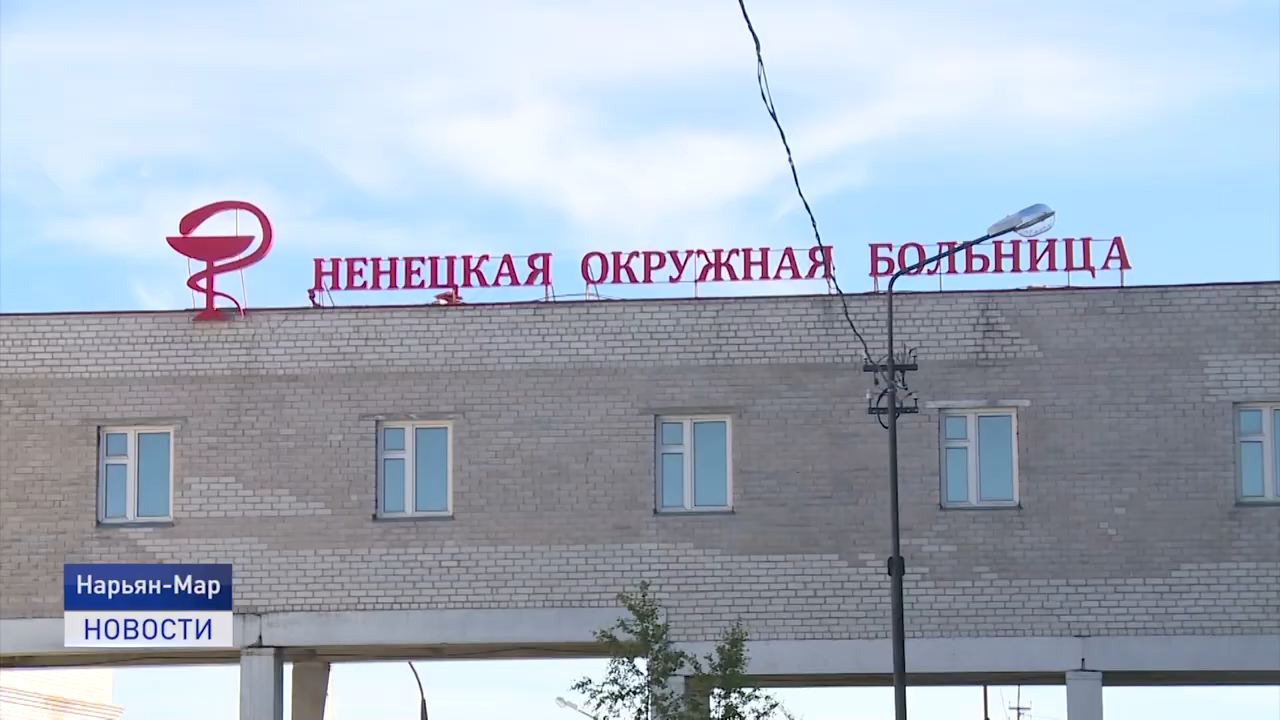 НЕНЕЦКАЯ ОКРУЖНАЯ БОЛЬНИЦА
Нарьян-Мар
НОВОСТИ